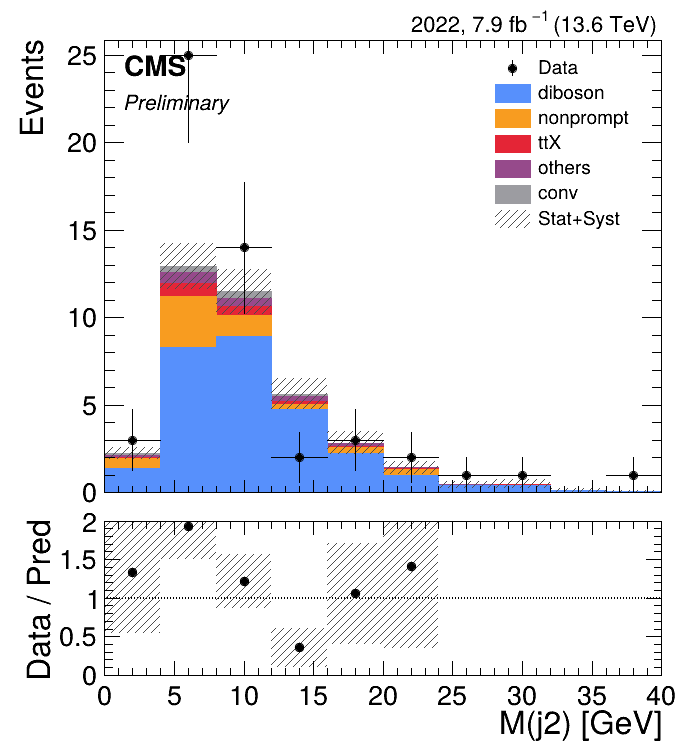 2022, 7.9 fb⁻¹ (13.6 TeV)
Events
25
20
15
10
5
0
CMS
Preliminary
Data
diboson
nonprompt
ttX
others
conv
Stat+Syst
Data / Pred
2
1.5
1
0.5
0
0 5 10 15 20 25 30 35 40
M(j2) [GeV]